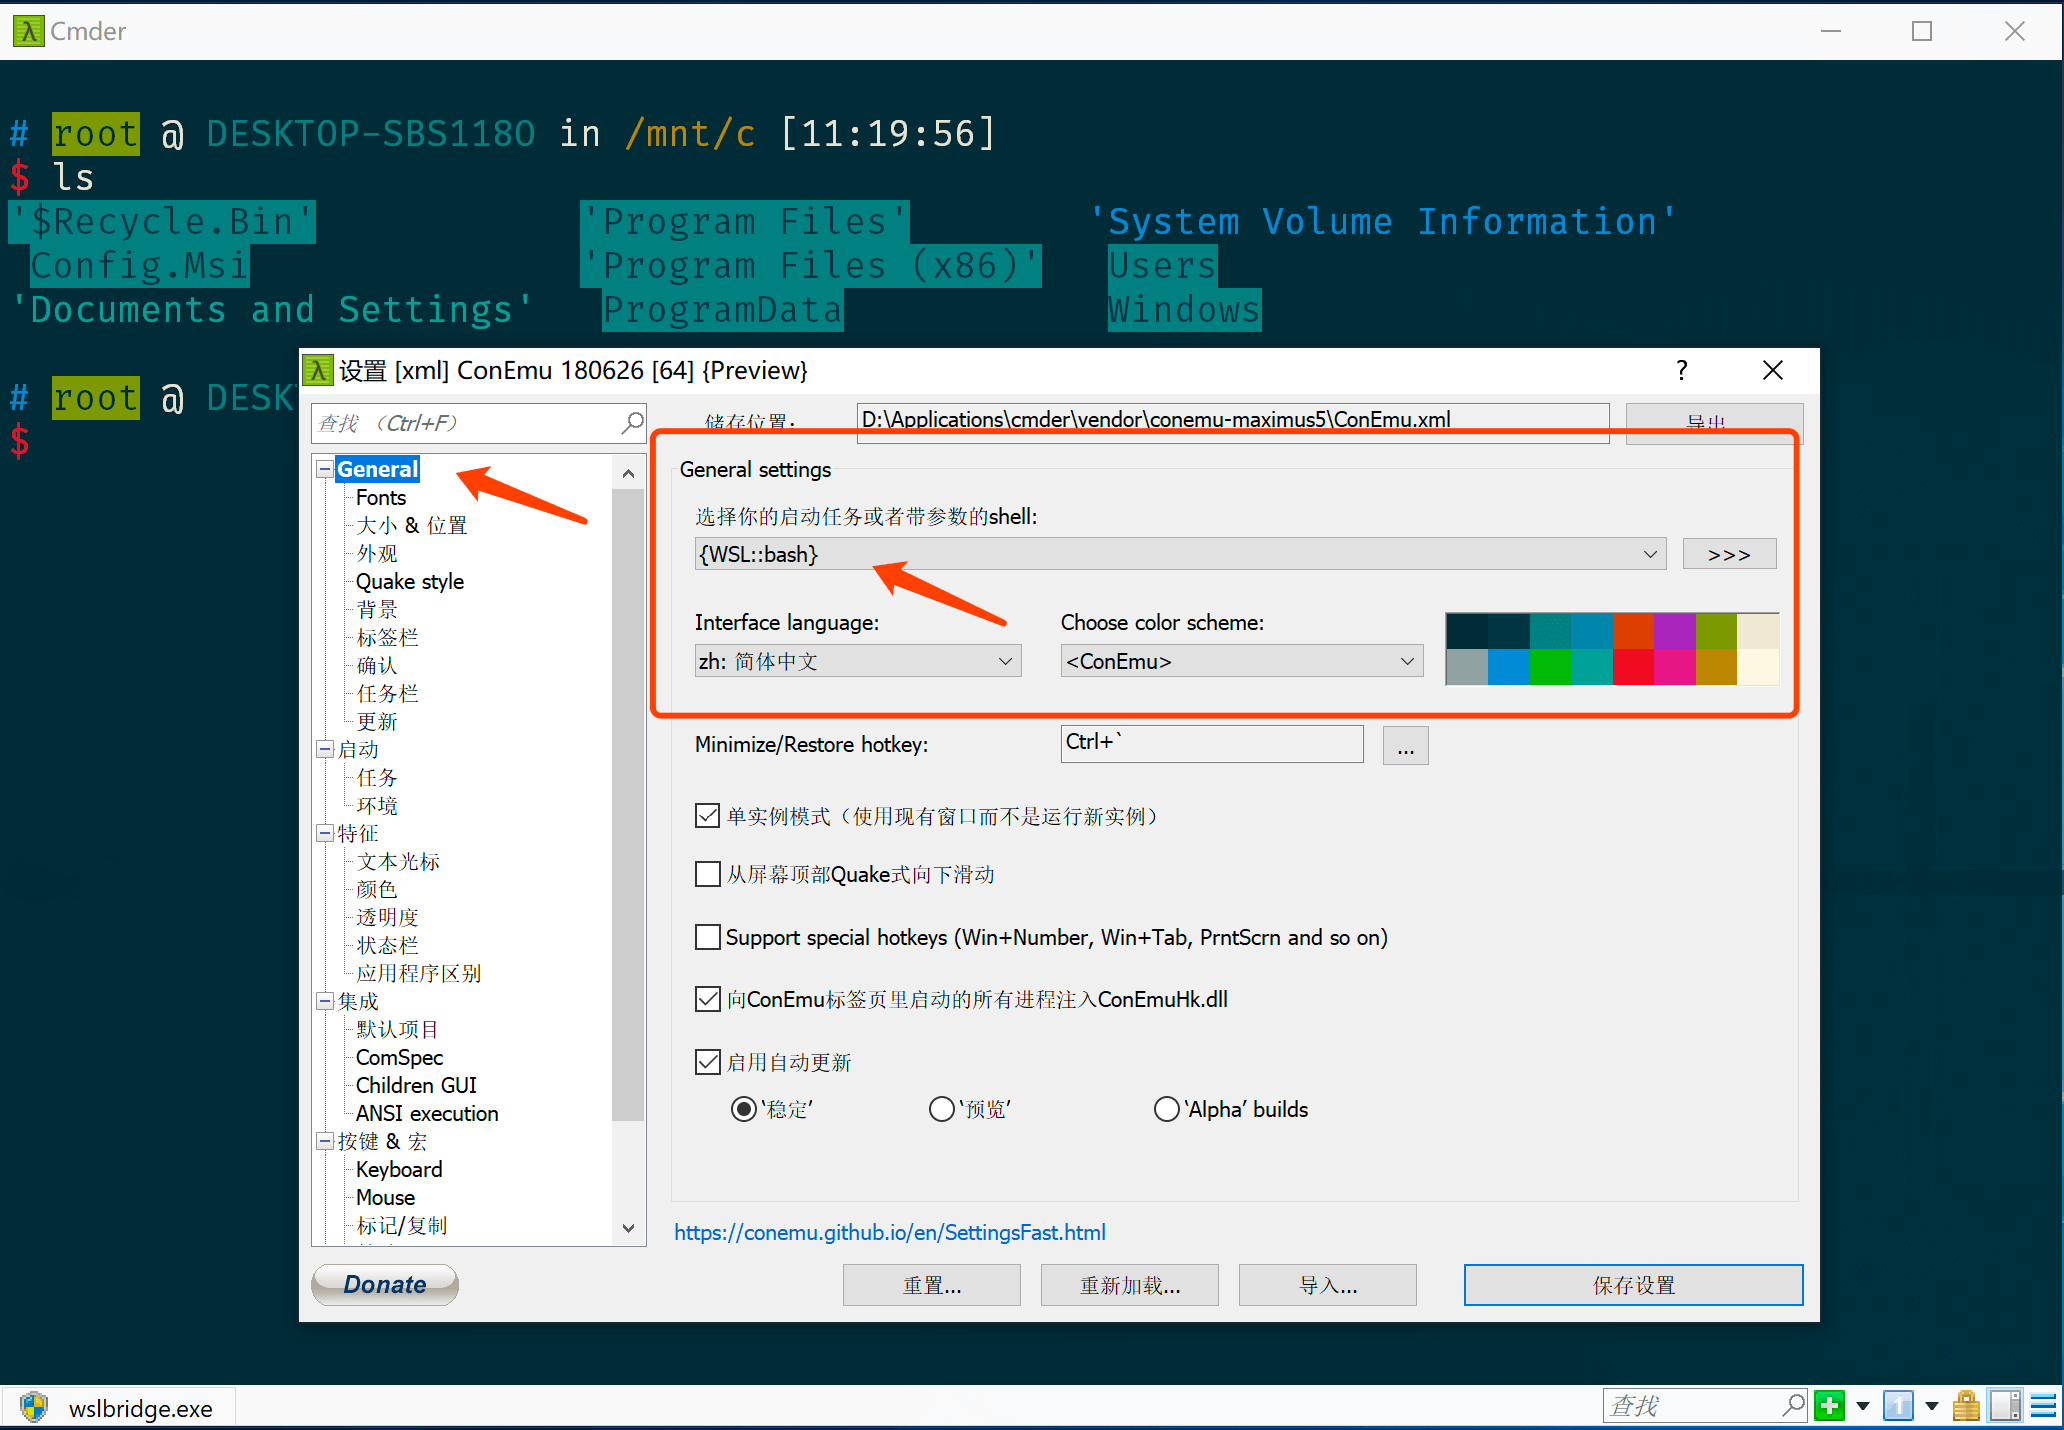 Cmder
# root @ DESKTOP-SBS118O in /mnt/c [11:19:56]
$ ls
'$Recycle.Bin' 'Program Files' 'System Volume Information'
Config.Msi 'Program Files (x86)' Users
'Documents and Settings' ProgramData Windows
# root @ DESK
$
设置 [xml] ConEmu 180626 [64] {Preview}
查找 （Ctrl+F）
储存位置:
D:\Applications\cmder\vendor\conemu-maximus5\ConEmu.xml
导出
General
Fonts
大小 & 位置
外观
Quake style
背景
标签栏
确认
任务栏
更新
启动
任务
环境
特征
文本光标
颜色
透明度
状态栏
应用程序区别
集成
默认项目
ComSpec
Children GUI
ANSI execution
按键 & 宏
Keyboard
Mouse
标记/复制
General settings
选择你的启动任务或者带参数的shell:
{WSL::bash}
>>>
Interface language:
Choose color scheme:
zh: 简体中文
<ConEmu>
Minimize/Restore hotkey:
Ctrl+`
...
单实例模式（使用现有窗口而不是运行新实例）
从屏幕顶部Quake式向下滑动
Support special hotkeys (Win+Number, Win+Tab, PrntScrn and so on)
向ConEmu标签页里启动的所有进程注入ConEmuHk.dll
启用自动更新
‘稳定’ ‘预览’ ‘Alpha’ builds
https://conemu.github.io/en/SettingsFast.html
Donate
重置...
重新加载...
导入...
保存设置
wslbridge.exe
查找
1